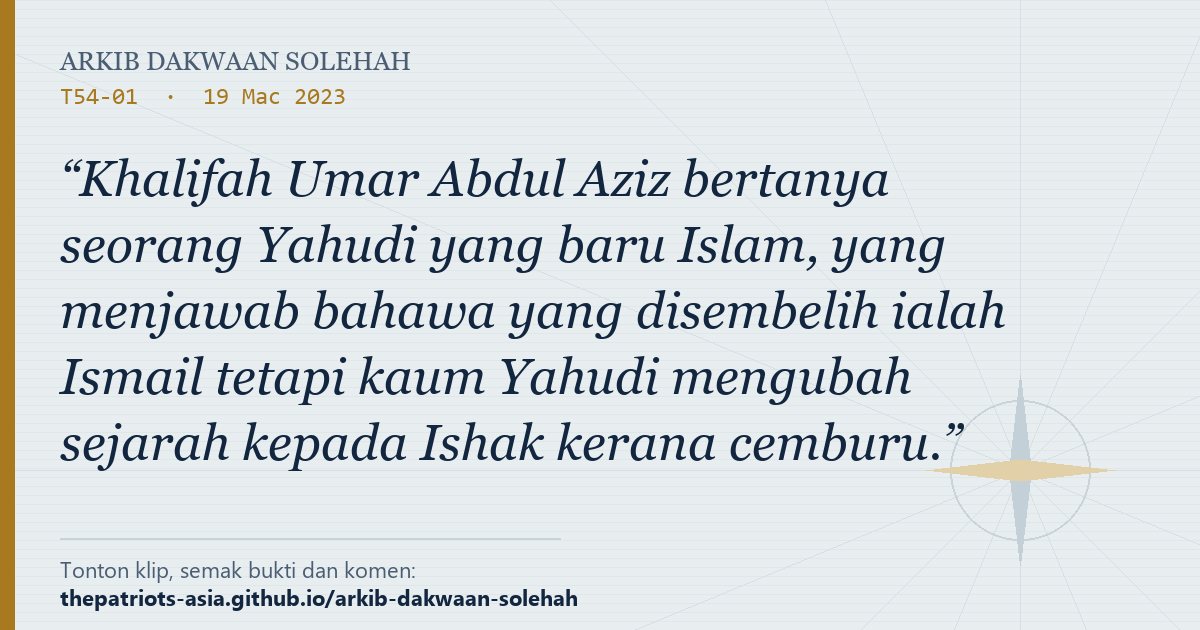 ARKIB DAKWAAN SOLEHAH
T54-01 · 19 Mac 2023
“Khalifah Umar Abdul Aziz bertanya
seorang Yahudi yang baru Islam, yang
menjawab bahawa yang disembelih ialah
Ismail tetapi kaum Yahudi mengubah
sejarah kepada Ishak kerana cemburu.”
Tonton klip, semak bukti dan komen:
thepatriots-asia.github.io/arkib-dakwaan-solehah